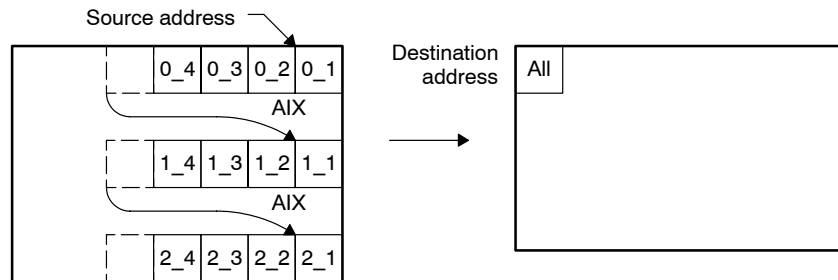 Source address
0_4 0_3 0_2 0_1
AIX
1_4 1_3 1_2 1_1
AIX
2_4 2_3 2_2 2_1
Destination
address
All